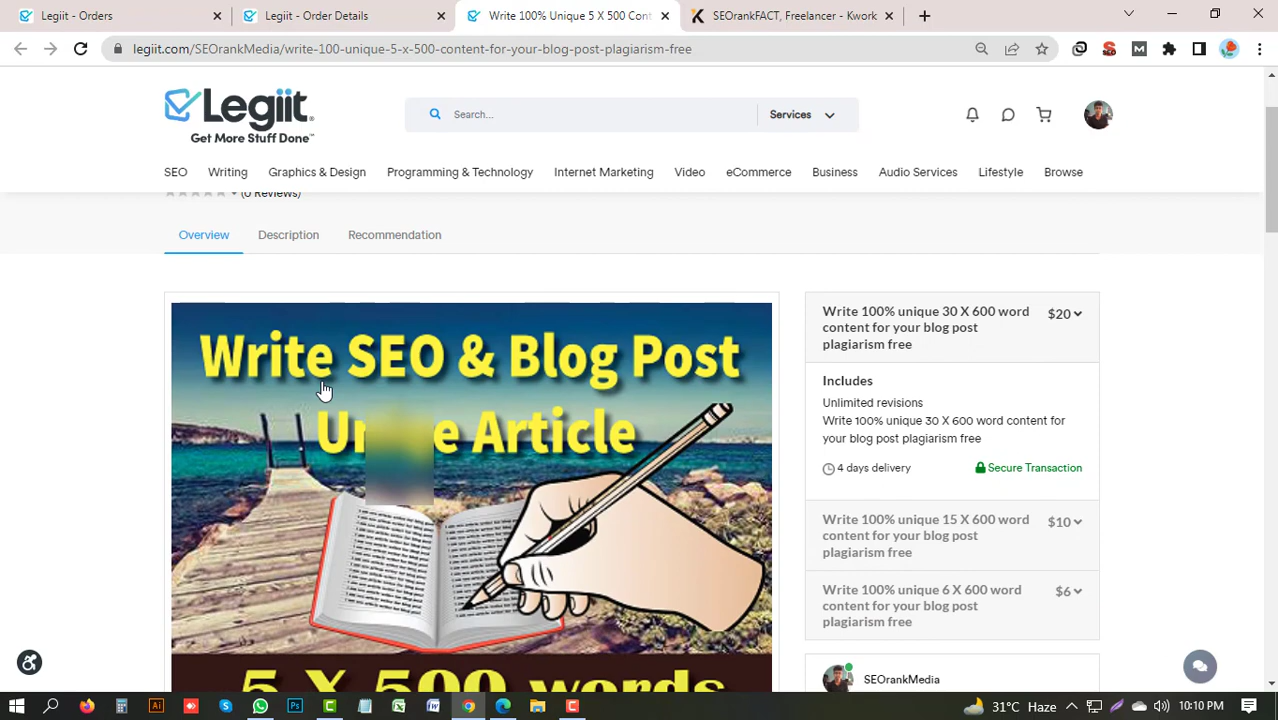 Legiit - Orders
Legiit - Order Details
Write 100% Unique 5 X 500 Cont
SEOrankFACT, Freelancer - Kwork
legiit.com/SEOrankMedia/write-100-unique-5-x-500-content-for-your-blog-post-plagiarism-free
Legiit
Get More Stuff Done™
Search...
Services
SEO Writing Graphics & Design Programming & Technology Internet Marketing Video eCommerce Business Audio Services Lifestyle Browse
(0 Reviews)
Overview Description Recommendation
Write SEO & Blog Post
Article
5 X 500 words
Write 100% unique 30 X 600 word $20
content for your blog post
plagiarism free
Includes
Unlimited revisions
Write 100% unique 30 X 600 word content for
your blog post plagiarism free
4 days delivery Secure Transaction
Write 100% unique 15 X 600 word $10
content for your blog post
plagiarism free
Write 100% unique 6 X 600 word $6
content for your blog post
plagiarism free
SEOrankMedia
31°C Haze
10:10 PM